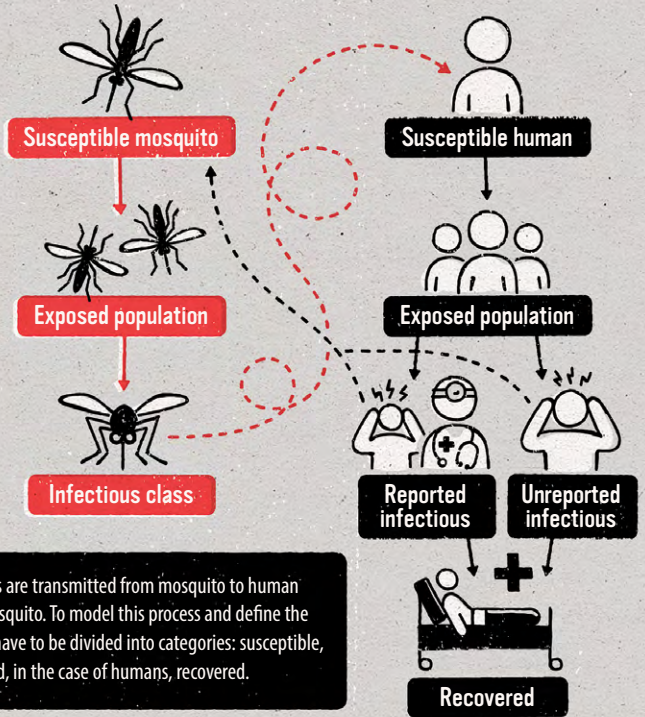 Susceptible mosquito
Exposed population
Infectious class
Susceptible human
Exposed population
Reported
infectious
Unreported
infectious
Recovered
are transmitted from mosquito to human
To model this process and define the
have to be divided into categories: susceptible,
in the case of humans, recovered.